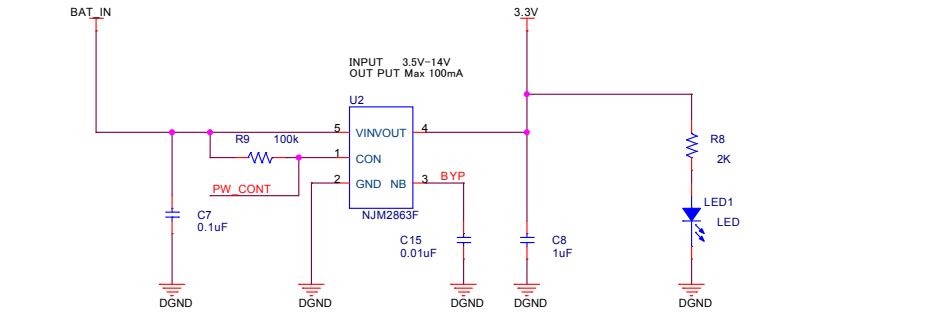 BAT_IN
3.3V
INPUT 3.5V-14V
OUT PUT Max 100mA
U2
R9 100k
5 VIN VOUT 4
1 CON
2 GND NB 3
BYP
PW_CONT
NJM2863F
R8
2K
LED1
LED
C7
0.1uF
C15
0.01uF
C8
1uF
DGND
DGND
DGND
DGND
DGND